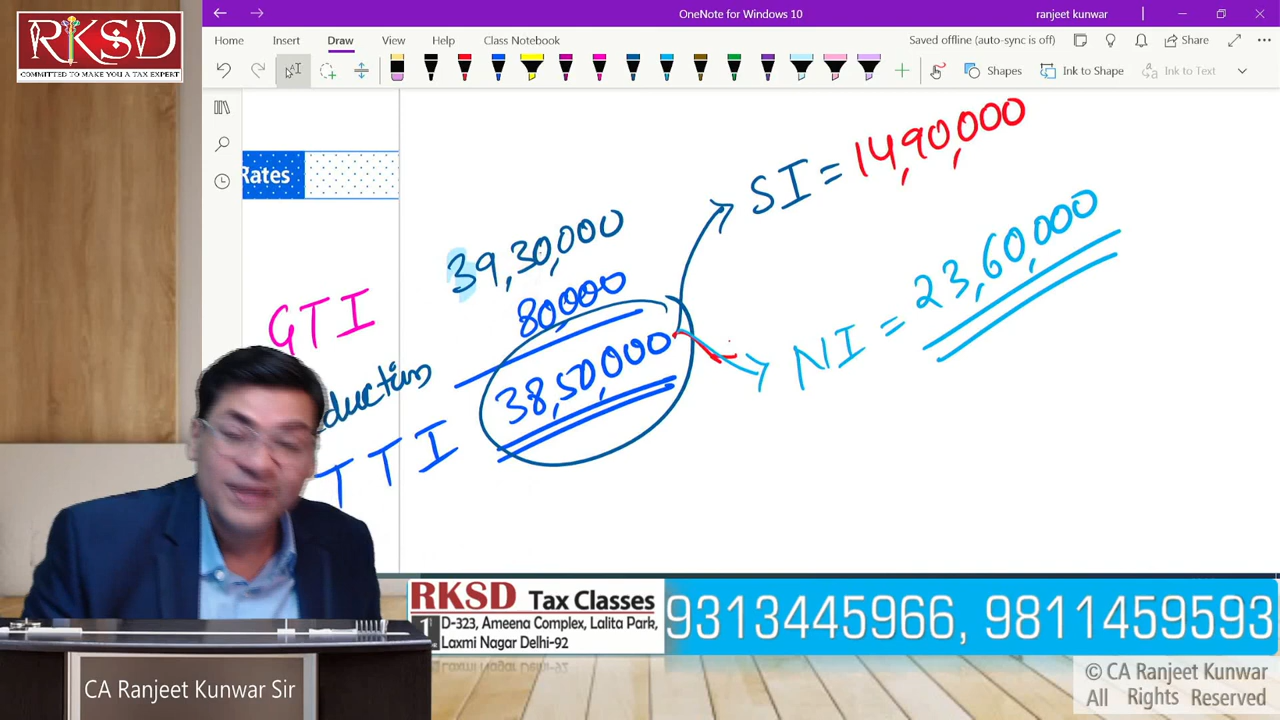 RKSD
COMMITTED TO MAKE YOU A TAX EXPERT
OneNote for Windows 10
ranjeet kunwar
Home Insert Draw View Help Class Notebook
Saved offline (auto-sync is off)
Share
Shapes
Ink to Shape
Ink to Text
Rates
SI = 14,90,000
39,30,000
GTI
80,000
NI = 23,60,000
eduction
38,50,000
TTI
RKSD Tax Classes
D-323, Ameena Complex, Lalita Park,
Laxmi Nagar Delhi-92
9313445966, 9811459593
CA Ranjeet Kunwar Sir
© CA Ranjeet Kunwar
All Rights Reserved